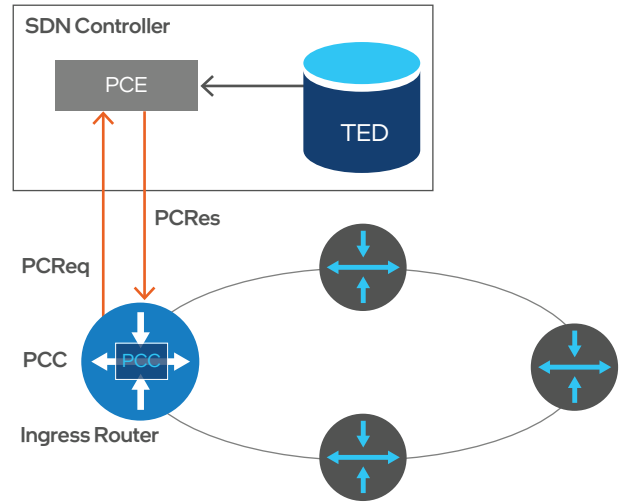 SDN Controller
PCE
TED
PCRes
PCReq
PCC
PCC
Ingress Router